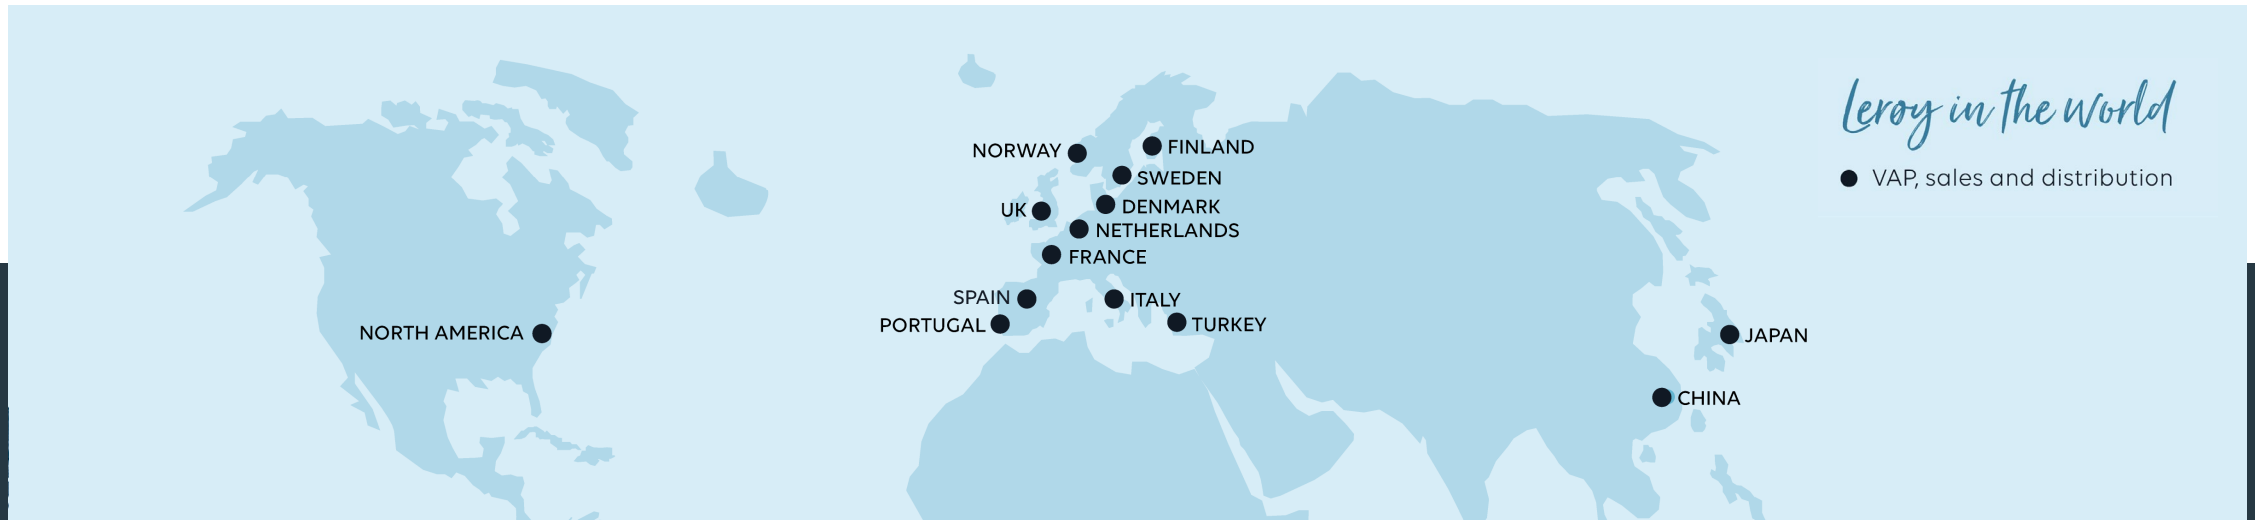 Lerøy in the world
VAP, sales and distribution
NORWAY
FINLAND
SWEDEN
UK
DENMARK
NETHERLANDS
FRANCE
SPAIN
ITALY
PORTUGAL
TURKEY
NORTH AMERICA
JAPAN
CHINA